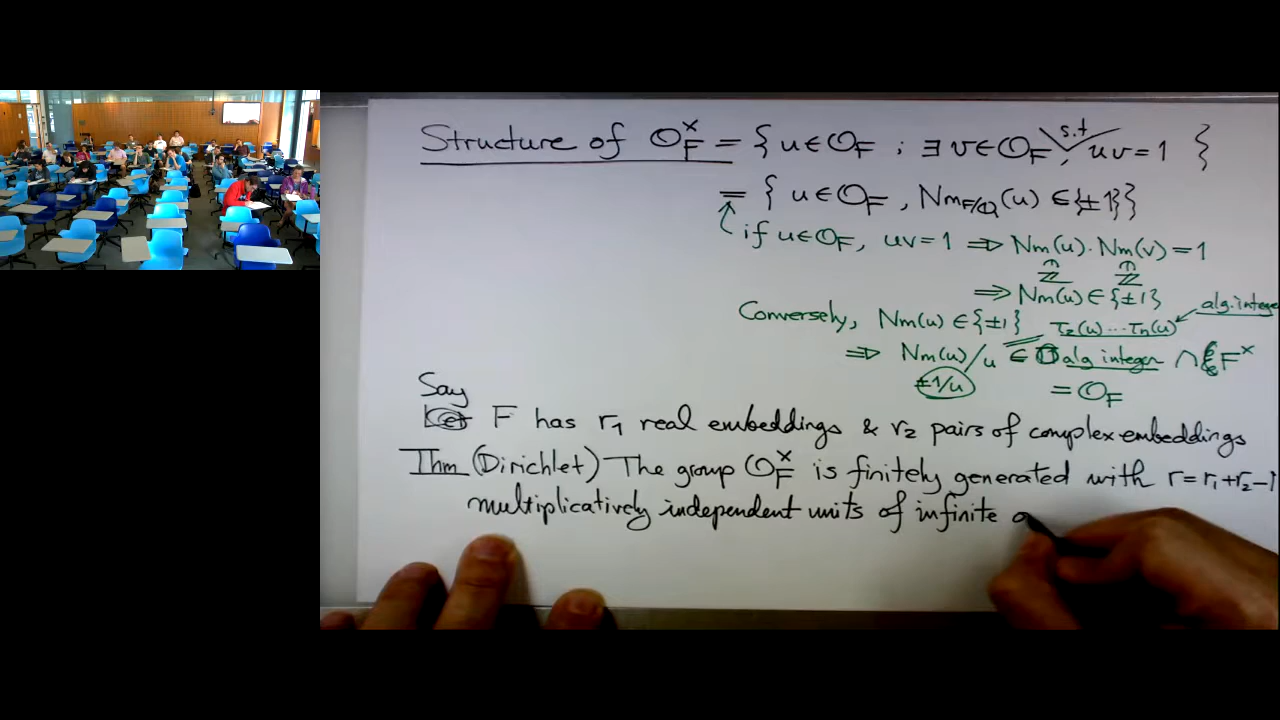 Structure of O_F^× = { u ∈ O_F ; ∃ v ∈ O_F, s.t uv = 1 }
= { u ∈ O_F , Nm_{F/Q}(u) ∈ {±1} }
if u ∈ O_F, uv = 1 ⇒ Nm(u) · Nm(v) = 1
∈ ℤ ∈ ℤ
⇒ Nm(u) ∈ {±1}
alg. intege
Conversely, Nm(u) ∈ {±1} τ_2(u) ⋯ τ_n(u)
⇒ Nm(u)/u ∈ alg integer ∩ F^×
±1/u = O_F
Say
F has r_1 real embeddings & r_2 pairs of complex embeddings
Thm (Dirichlet) The group O_F^× is finitely generated with r = r_1 + r_2 - 1
multiplicatively independent units of infinite o